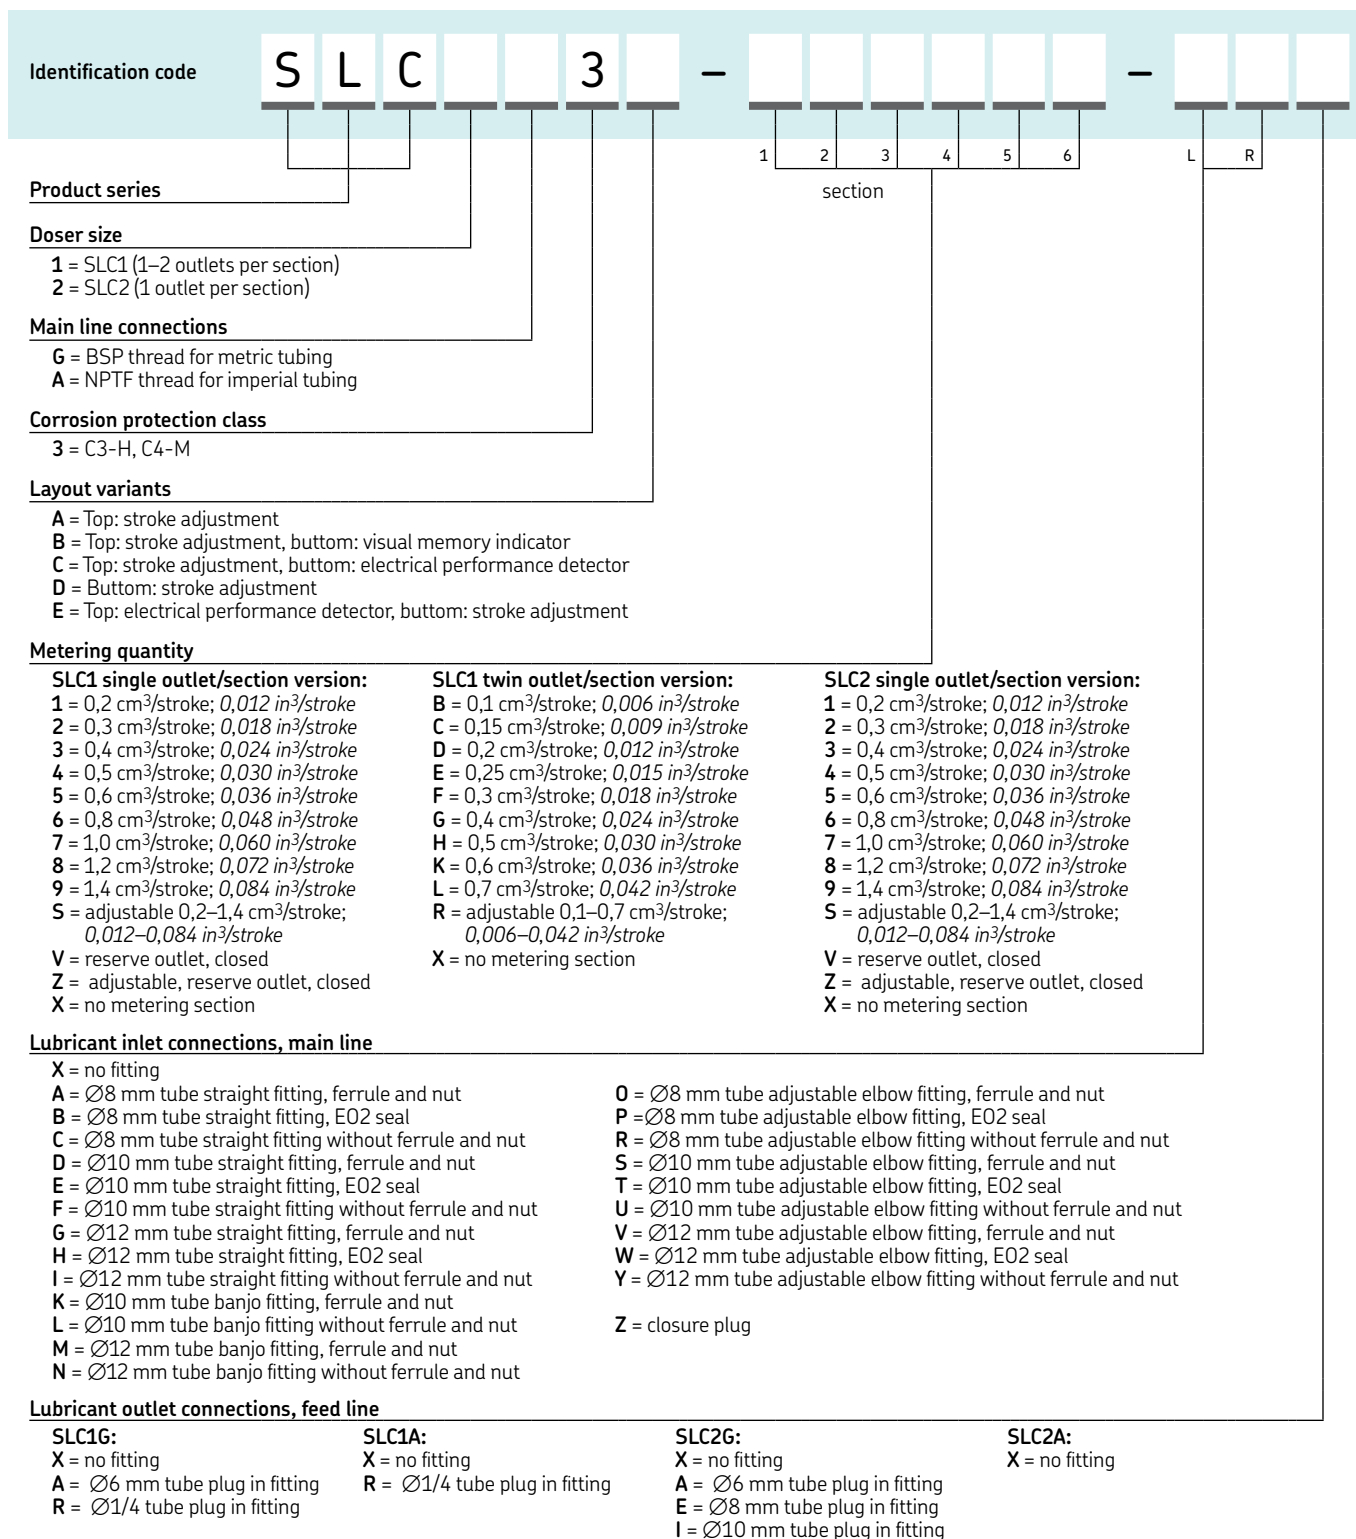 Identification code S L C 3 – –
1 2 3 4 5 6 L R
section
Product series
Doser size
1 = SLC1 (1–2 outlets per section)
2 = SLC2 (1 outlet per section)
Main line connections
G = BSP thread for metric tubing
A = NPTF thread for imperial tubing
Corrosion protection class
3 = C3-H, C4-M
Layout variants
A = Top: stroke adjustment
B = Top: stroke adjustment, buttom: visual memory indicator
C = Top: stroke adjustment, buttom: electrical performance detector
D = Buttom: stroke adjustment
E = Top: electrical performance detector, buttom: stroke adjustment
Metering quantity
SLC1 single outlet/section version:
1 = 0,2 cm³/stroke; 0,012 in³/stroke
2 = 0,3 cm³/stroke; 0,018 in³/stroke
3 = 0,4 cm³/stroke; 0,024 in³/stroke
4 = 0,5 cm³/stroke; 0,030 in³/stroke
5 = 0,6 cm³/stroke; 0,036 in³/stroke
6 = 0,8 cm³/stroke; 0,048 in³/stroke
7 = 1,0 cm³/stroke; 0,060 in³/stroke
8 = 1,2 cm³/stroke; 0,072 in³/stroke
9 = 1,4 cm³/stroke; 0,084 in³/stroke
S = adjustable 0,2–1,4 cm³/stroke;
0,012–0,084 in³/stroke
V = reserve outlet, closed
Z = adjustable, reserve outlet, closed
X = no metering section
SLC1 twin outlet/section version:
B = 0,1 cm³/stroke; 0,006 in³/stroke
C = 0,15 cm³/stroke; 0,009 in³/stroke
D = 0,2 cm³/stroke; 0,012 in³/stroke
E = 0,25 cm³/stroke; 0,015 in³/stroke
F = 0,3 cm³/stroke; 0,018 in³/stroke
G = 0,4 cm³/stroke; 0,024 in³/stroke
H = 0,5 cm³/stroke; 0,030 in³/stroke
K = 0,6 cm³/stroke; 0,036 in³/stroke
L = 0,7 cm³/stroke; 0,042 in³/stroke
R = adjustable 0,1–0,7 cm³/stroke;
0,006–0,042 in³/stroke
X = no metering section
SLC2 single outlet/section version:
1 = 0,2 cm³/stroke; 0,012 in³/stroke
2 = 0,3 cm³/stroke; 0,018 in³/stroke
3 = 0,4 cm³/stroke; 0,024 in³/stroke
4 = 0,5 cm³/stroke; 0,030 in³/stroke
5 = 0,6 cm³/stroke; 0,036 in³/stroke
6 = 0,8 cm³/stroke; 0,048 in³/stroke
7 = 1,0 cm³/stroke; 0,060 in³/stroke
8 = 1,2 cm³/stroke; 0,072 in³/stroke
9 = 1,4 cm³/stroke; 0,084 in³/stroke
S = adjustable 0,2–1,4 cm³/stroke;
0,012–0,084 in³/stroke
V = reserve outlet, closed
Z = adjustable, reserve outlet, closed
X = no metering section
Lubricant inlet connections, main line
X = no fitting
A = Ø8 mm tube straight fitting, ferrule and nut
B = Ø8 mm tube straight fitting, EO2 seal
C = Ø8 mm tube straight fitting without ferrule and nut
D = Ø10 mm tube straight fitting, ferrule and nut
E = Ø10 mm tube straight fitting, EO2 seal
F = Ø10 mm tube straight fitting without ferrule and nut
G = Ø12 mm tube straight fitting, ferrule and nut
H = Ø12 mm tube straight fitting, EO2 seal
I = Ø12 mm tube straight fitting without ferrule and nut
K = Ø10 mm tube banjo fitting, ferrule and nut
L = Ø10 mm tube banjo fitting without ferrule and nut
M = Ø12 mm tube banjo fitting, ferrule and nut
N = Ø12 mm tube banjo fitting without ferrule and nut
O = Ø8 mm tube adjustable elbow fitting, ferrule and nut
P =Ø8 mm tube adjustable elbow fitting, EO2 seal
R = Ø8 mm tube adjustable elbow fitting without ferrule and nut
S = Ø10 mm tube adjustable elbow fitting, ferrule and nut
T = Ø10 mm tube adjustable elbow fitting, EO2 seal
U = Ø10 mm tube adjustable elbow fitting without ferrule and nut
V = Ø12 mm tube adjustable elbow fitting, ferrule and nut
W = Ø12 mm tube adjustable elbow fitting, EO2 seal
Y = Ø12 mm tube adjustable elbow fitting without ferrule and nut
Z = closure plug
Lubricant outlet connections, feed line
SLC1G:
X = no fitting
A = Ø6 mm tube plug in fitting
R = Ø1/4 tube plug in fitting
SLC1A:
X = no fitting
R = Ø1/4 tube plug in fitting
SLC2G:
X = no fitting
A = Ø6 mm tube plug in fitting
E = Ø8 mm tube plug in fitting
I = Ø10 mm tube plug in fitting
SLC2A:
X = no fitting